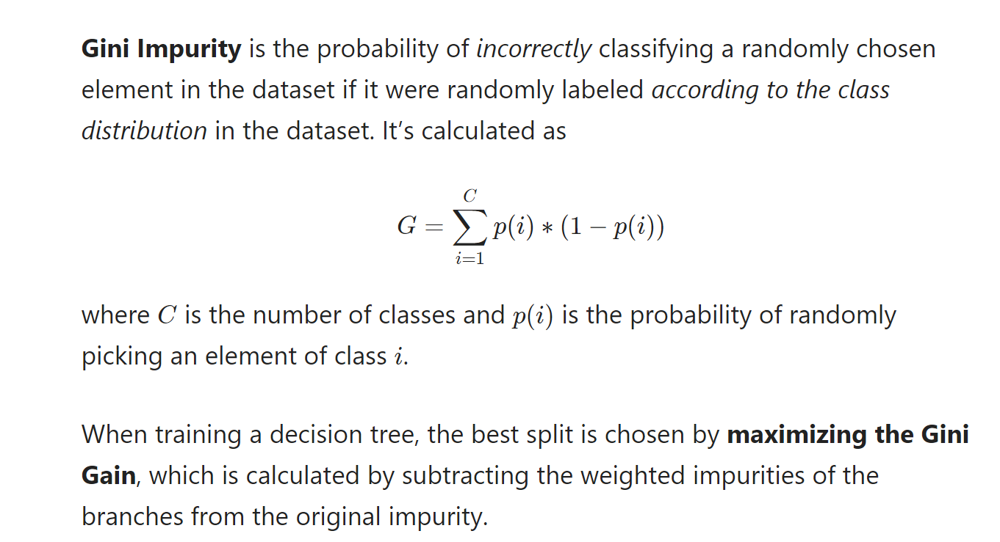 Gini Impurity is the probability of incorrectly classifying a randomly chosen
element in the dataset if it were randomly labeled according to the class
distribution in the dataset. It’s calculated as
C
G = ∑ p(i) ∗ (1 − p(i))
i=1
where C is the number of classes and p(i) is the probability of randomly
picking an element of class i.
When training a decision tree, the best split is chosen by maximizing the Gini
Gain, which is calculated by subtracting the weighted impurities of the
branches from the original impurity.